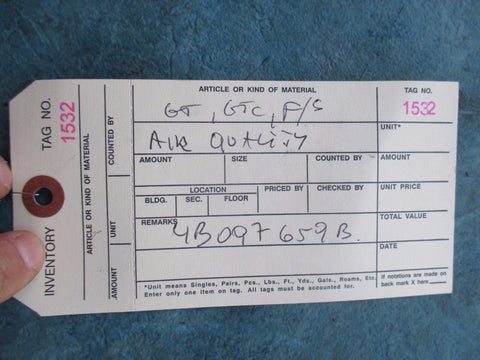 INVENTORY TAG NO. 1532
ARTICLE OR KIND OF MATERIAL
AMOUNT UNIT COUNTED BY
ARTICLE OR KIND OF MATERIAL
GT, GTC, F/S
AIR QUALITY
TAG NO.
1532
UNIT*
AMOUNT SIZE COUNTED BY AMOUNT
LOCATION PRICED BY CHECKED BY UNIT PRICE
BLDG. SEC. FLOOR
REMARKS TOTAL VALUE
4B097659B.
DATE
*Unit means Singles, Pairs, Pcs., Lbs., Ft., Yds., Gals., Reams, Etc.
Enter only one item on tag. All tags must be accounted for.
If notations are made on
back mark X here